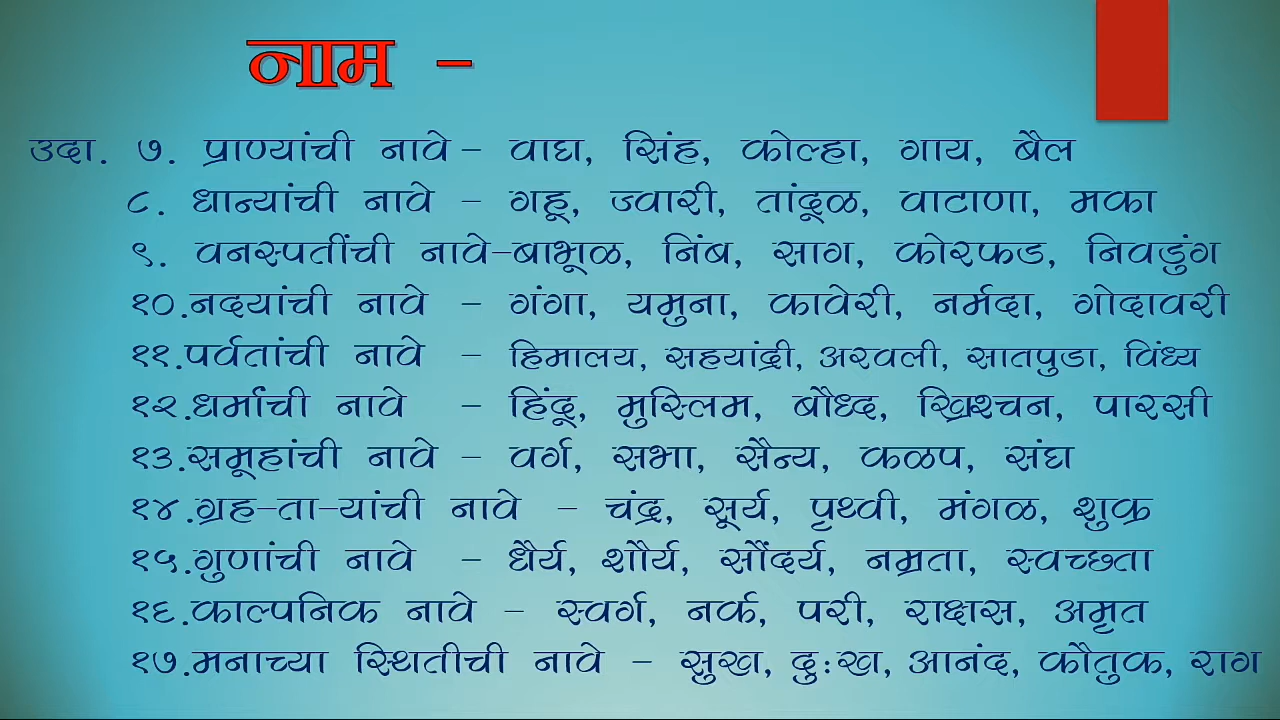 नाम -
उदा. ७. प्राण्यांची नावे - वाघ, सिंह, कोल्हा, गाय, बैल
८. धान्यांची नावे - गहू, ज्वारी, तांदूळ, वाटाणा, मका
९. वनस्पतींची नावे-बाभूळ, निंब, साग, कोरफड, निवडुंग
१०.नदयांची नावे - गंगा, यमुना, कावेरी, नर्मदा, गोदावरी
११.पर्वतांची नावे - हिमालय, सहयांद्री, अरवली, सातपुडा, विंध्य
१२.धर्मांची नावे - हिंदू, मुस्लिम, बौध्द, ख्रिश्चन, पारसी
१३.समूहांची नावे - वर्ग, सभा, सैन्य, कळप, संघ
१४.ग्रह-ता-यांची नावे - चंद्र, सूर्य, पृथ्वी, मंगळ, शुक्र
१५.गुणांची नावे - धैर्य, शौर्य, सौंदर्य, नम्रता, स्वच्छता
१६.काल्पनिक नावे - स्वर्ग, नर्क, परी, राक्षस, अमृत
१७.मनाच्या स्थितीची नावे - सुख, दुःख, आनंद, कौतुक, राग